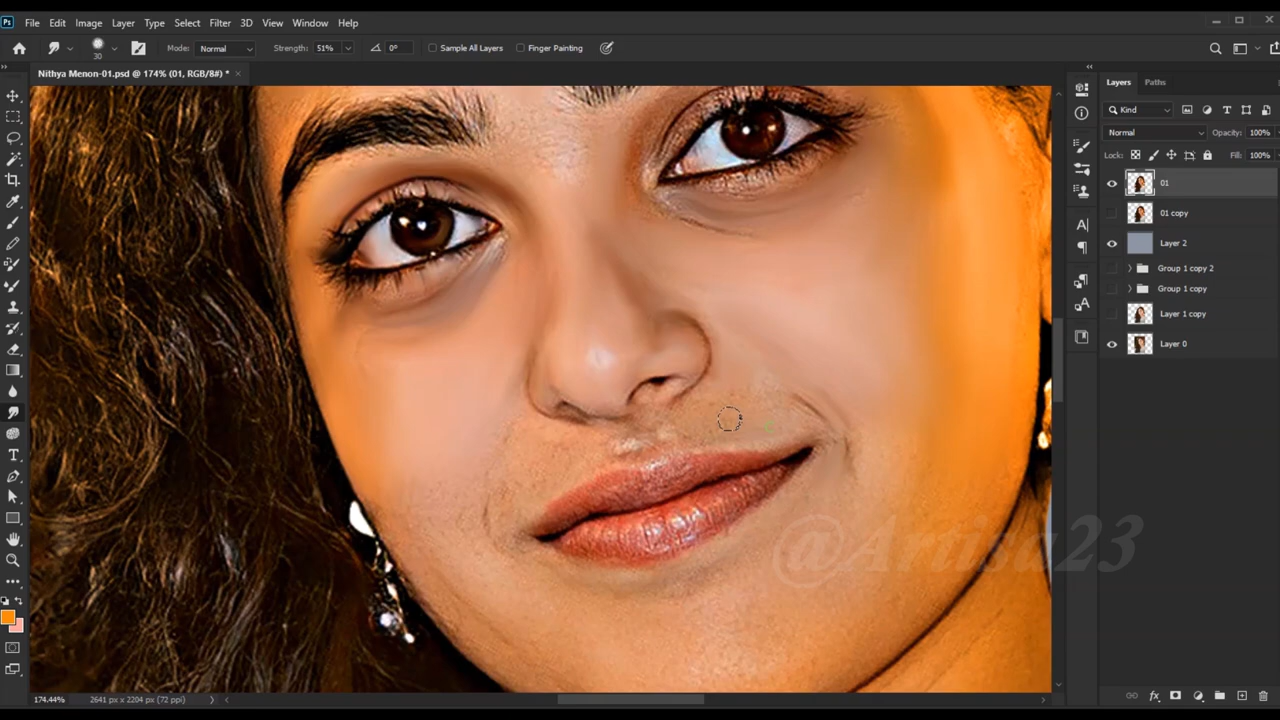 Ps File Edit Image Layer Type Select Filter 3D View Window Help
30 Mode: Normal Strength: 51% 0° Sample All Layers Finger Painting
Nithya Menon-01.psd @ 174% (01, RGB/8#) * ×
Layers Paths
Kind
Normal Opacity: 100%
Lock: Fill: 100%
01
01 copy
Layer 2
Group 1 copy 2
Group 1 copy
Layer 1 copy
Layer 0
@Artisa23
174.44% 2641 px x 2204 px (72 ppi)